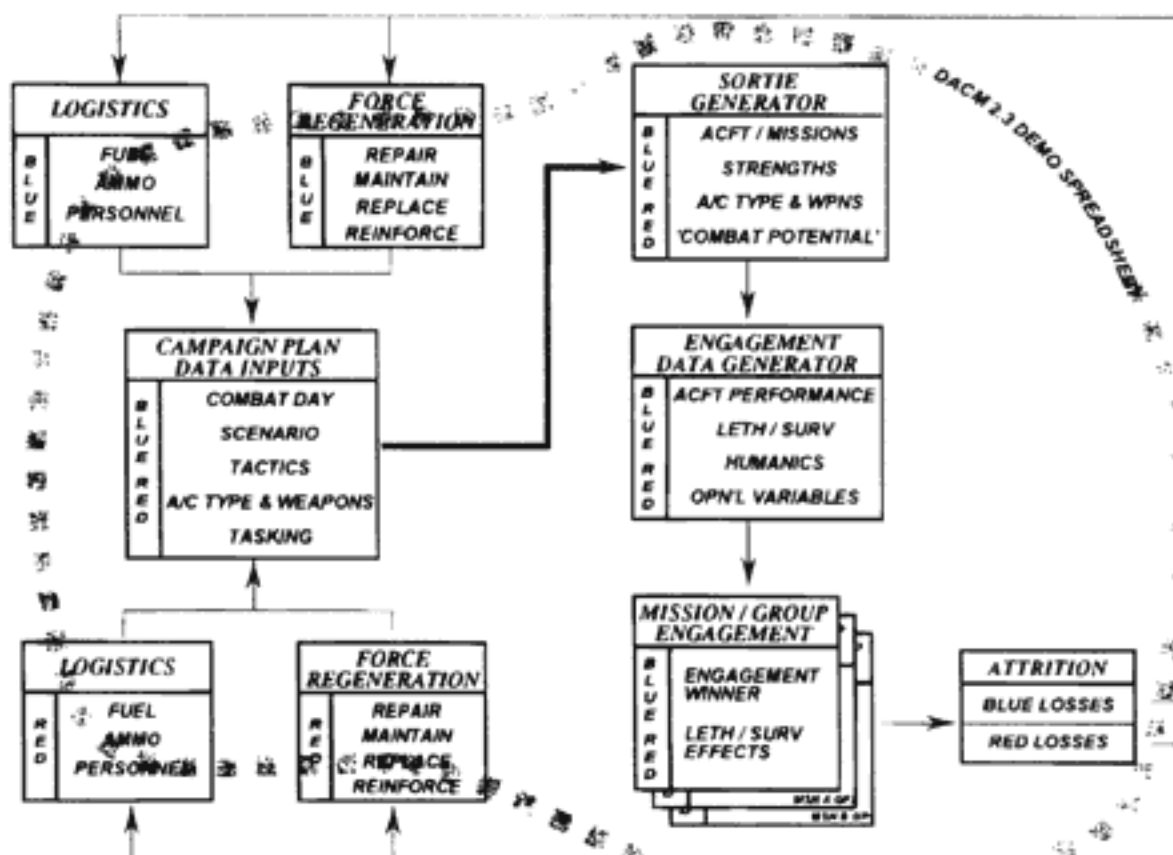 LOGISTICS
BLUE
FUEL
AMMO
PERSONNEL
FORCE
REGENERATION
BLUE
REPAIR
MAINTAIN
REPLACE
REINFORCE
SORTIE
GENERATOR
BLUE RED
ACFT / MISSIONS
STRENGTHS
A/C TYPE & WPNS
'COMBAT POTENTIAL'
DACM 2.3 DEMO SPREADSHEET
CAMPAIGN PLAN
DATA INPUTS
BLUE RED
COMBAT DAY
SCENARIO
TACTICS
A/C TYPE & WEAPONS
TASKING
ENGAGEMENT
DATA GENERATOR
BLUE RED
ACFT PERFORMANCE
LETH / SURV
HUMANICS
OPN'L VARIABLES
LOGISTICS
RED
FUEL
AMMO
PERSONNEL
FORCE
REGENERATION
RED
REPAIR
MAINTAIN
REPLACE
REINFORCE
MISSION / GROUP
ENGAGEMENT
BLUE RED
ENGAGEMENT
WINNER
LETH / SURV
EFFECTS
ATTRITION
BLUE LOSSES
RED LOSSES